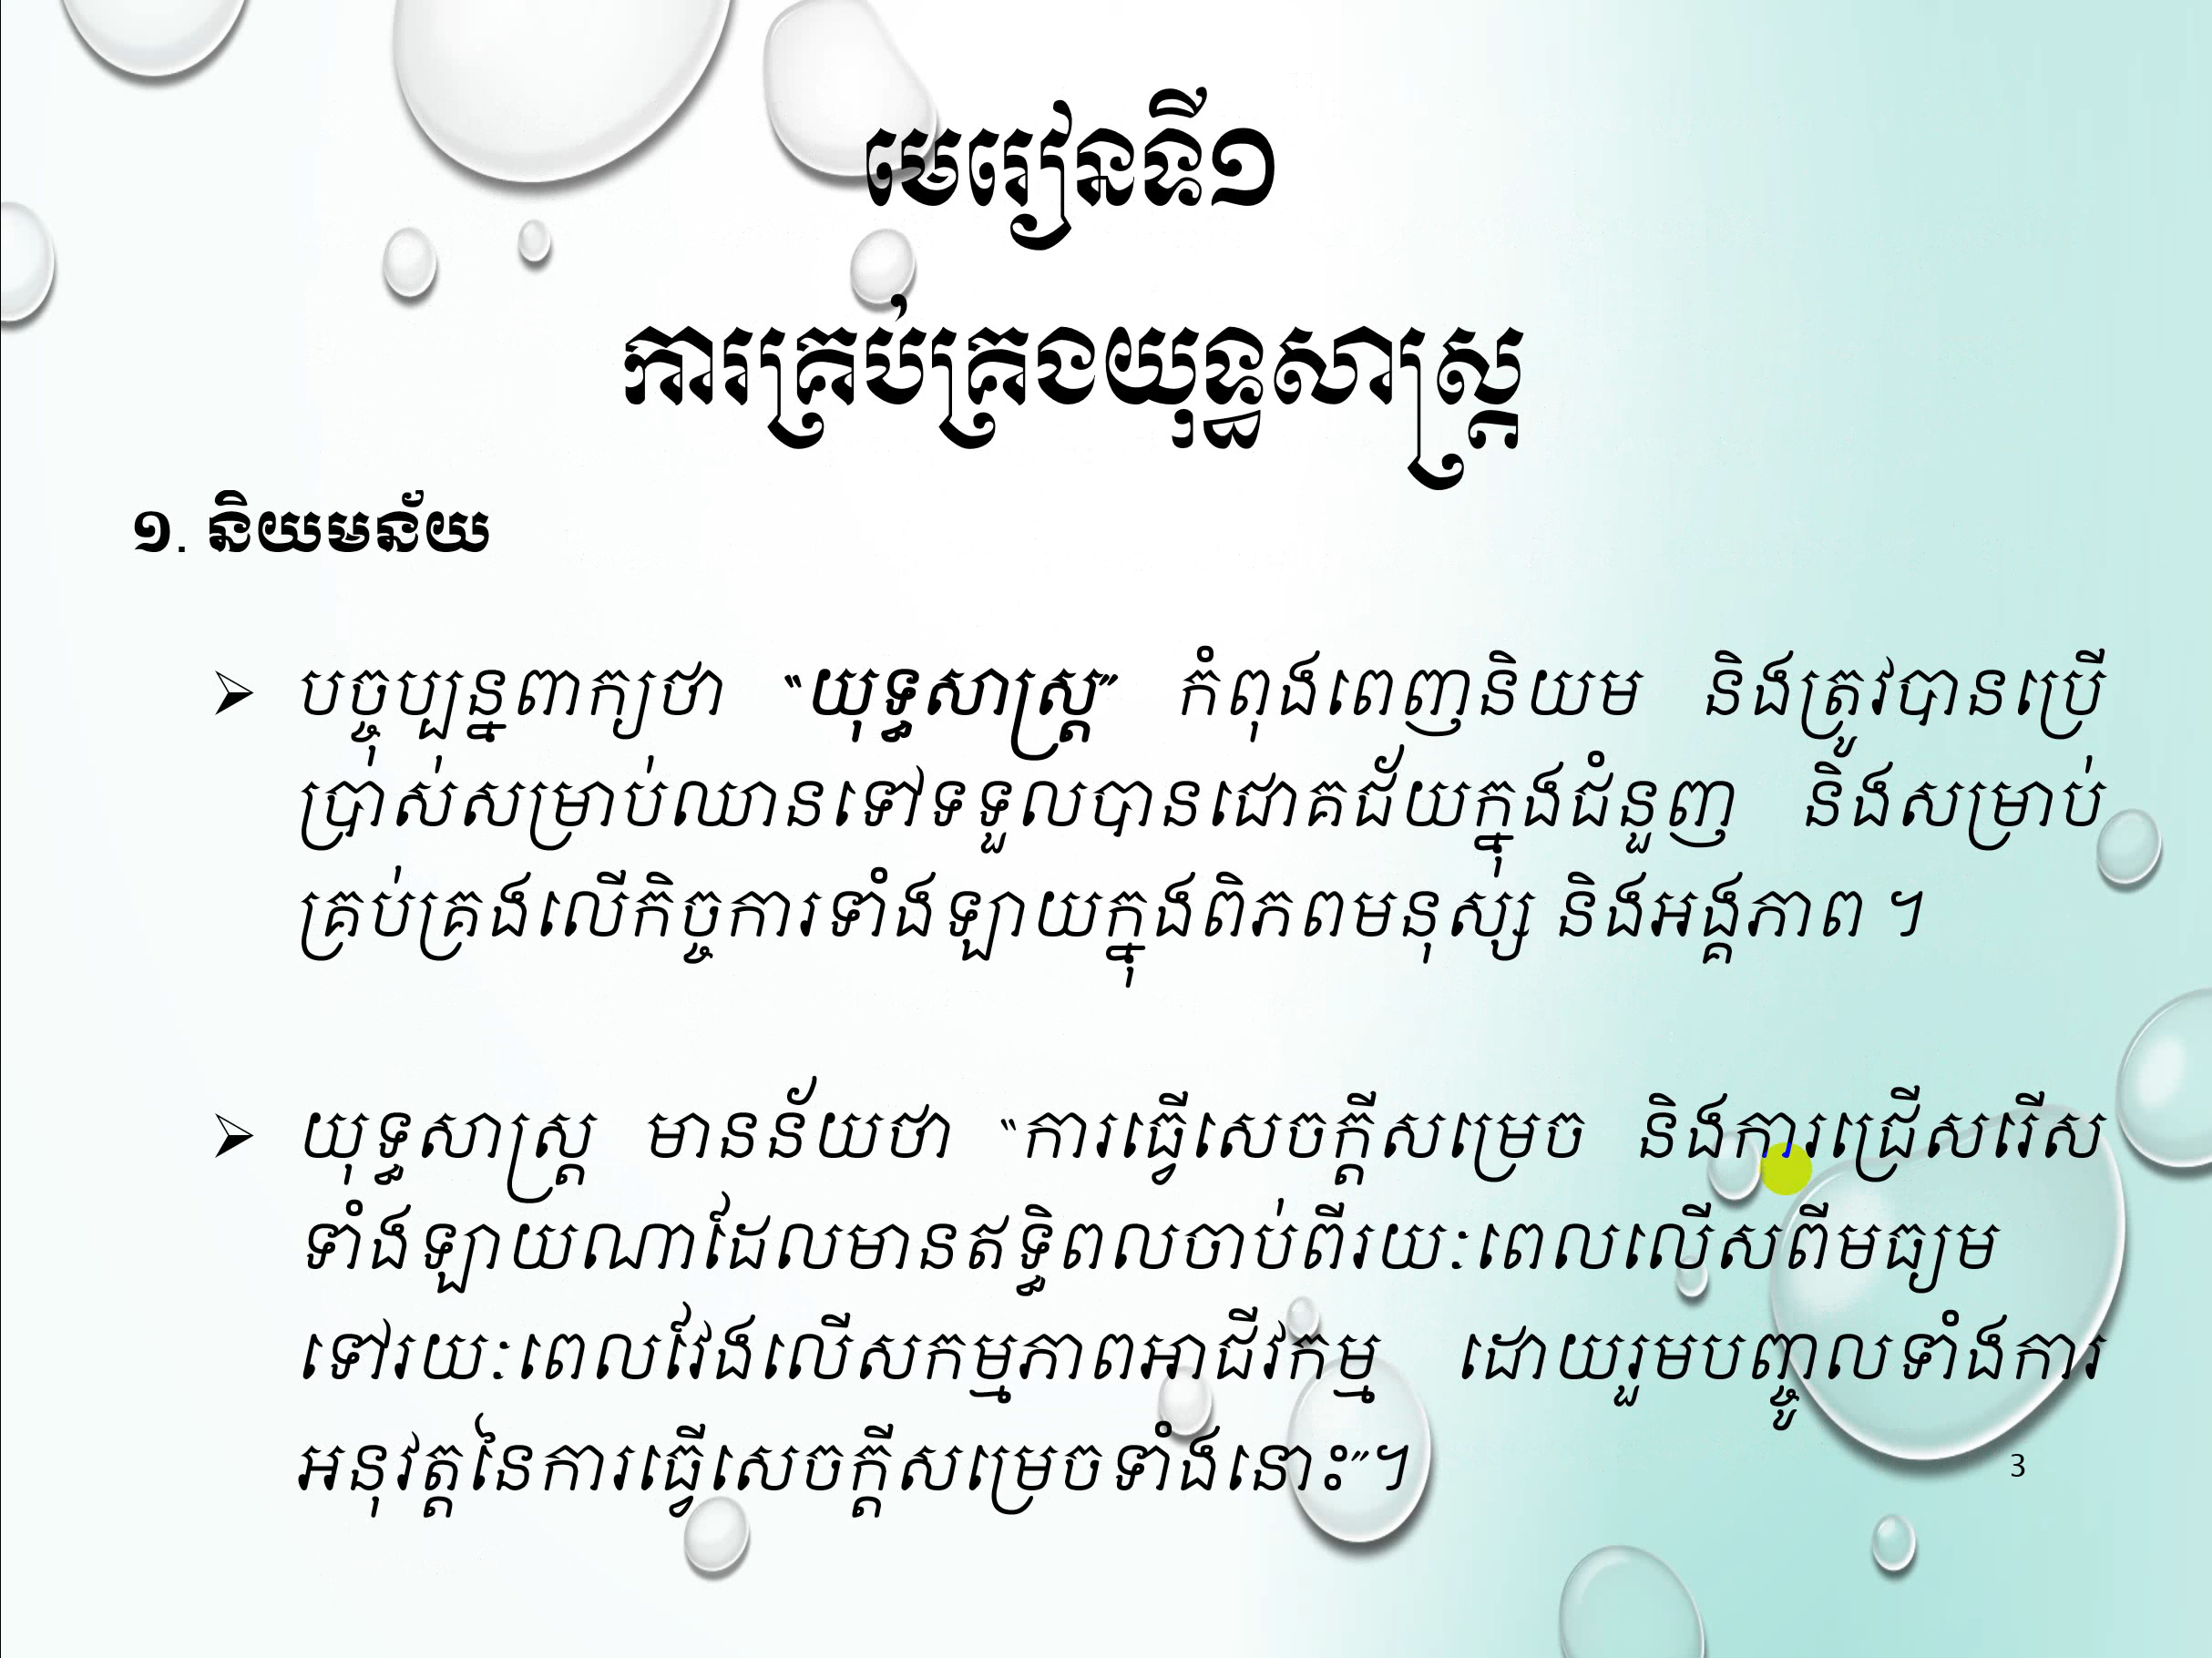 មេរៀនទី១
ការគ្រប់គ្រងយុទ្ធសាស្ត្រ
១. និយមន័យ
➢ បច្ចុប្បន្នពាក្យថា “យុទ្ធសាស្ត្រ” កំពុងពេញនិយម និងត្រូវបានប្រើ
ប្រាស់សម្រាប់ឈានទៅទទួលបានជោគជ័យក្នុងជំនួញ និងសម្រាប់
គ្រប់គ្រងលើកិច្ចការទាំងឡាយក្នុងពិភពមនុស្ស និងអង្គភាព ។
➢ យុទ្ធសាស្ត្រ មានន័យថា “ការធ្វើសេចក្តីសម្រេច និងការជ្រើសរើស
ទាំងឡាយណាដែលមានឥទ្ធិពលចាប់ពីរយៈពេលលើសពីមធ្យម
ទៅរយៈពេលវែងលើសកម្មភាពអាជីវកម្ម ដោយរួមបញ្ចូលទាំងការ
អនុវត្តនៃការធ្វើសេចក្តីសម្រេចទាំងនោះ”។
3